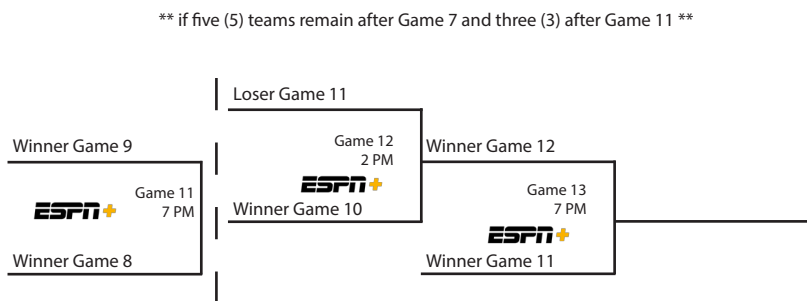 ** if five (5) teams remain after Game 7 and three (3) after Game 11 **
Loser Game 11
Winner Game 9
Game 12
2 PM
Winner Game 12
ESPN+
Game 11
7 PM
ESPN+
Winner Game 10
Game 13
7 PM
ESPN+
Winner Game 8
Winner Game 11